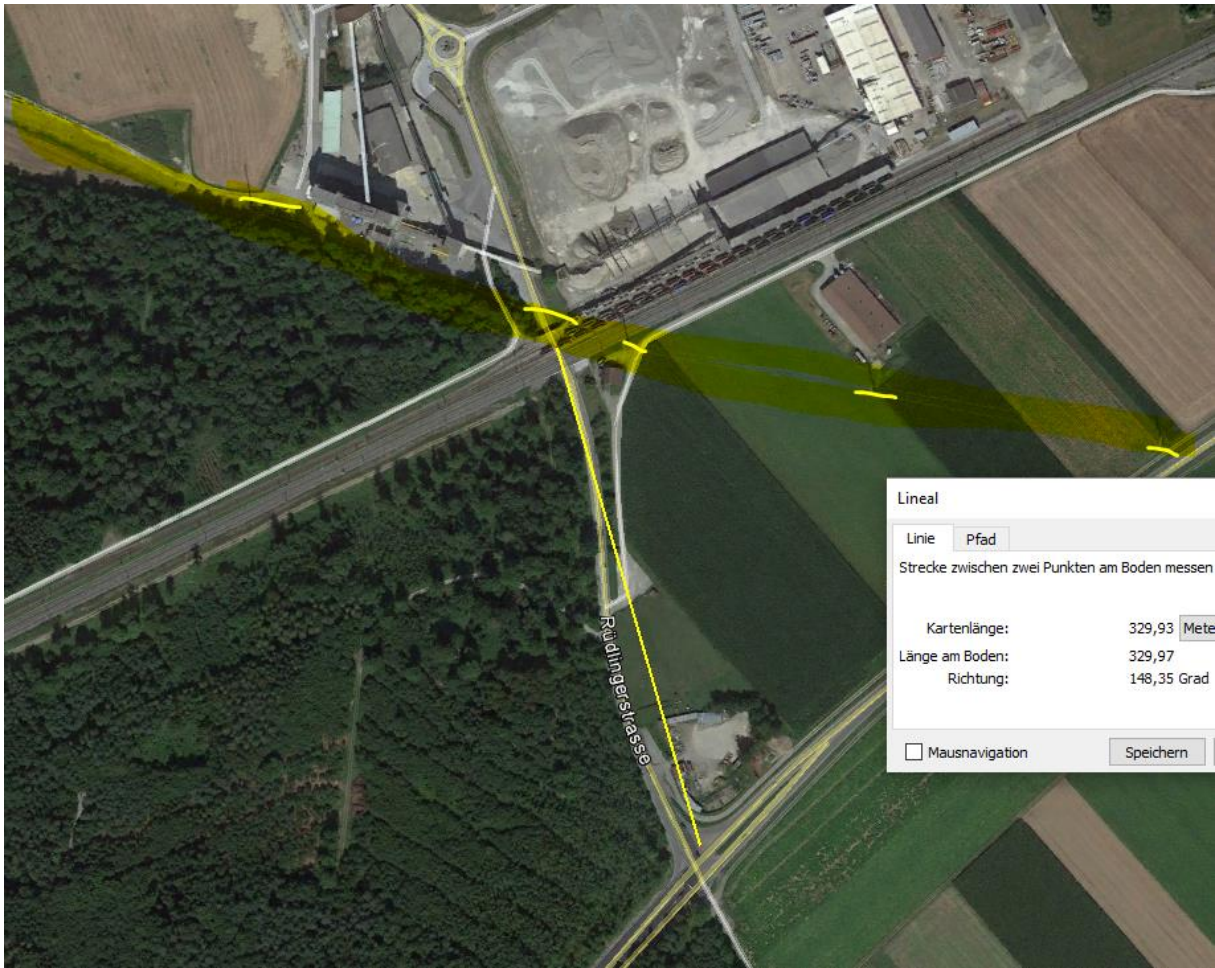 Rüdlingerstrasse
Lineal
Linie Pfad
Strecke zwischen zwei Punkten am Boden messen
Kartenlänge: 329,93 Mete
Länge am Boden: 329,97
Richtung: 148,35 Grad
Mausnavigation Speichern